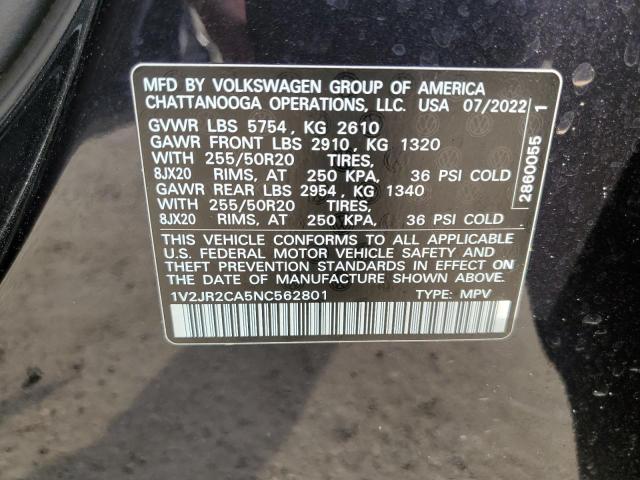 MFD BY VOLKSWAGEN GROUP OF AMERICA
CHATTANOOGA OPERATIONS, LLC. USA 07/2022
GVWR LBS 5754, KG 2610
GAWR FRONT LBS 2910, KG 1320
WITH 255/50R20 TIRES,
8JX20 RIMS, AT 250 KPA, 36 PSI COLD
GAWR REAR LBS 2954, KG 1340
WITH 255/50R20 TIRES,
8JX20 RIMS, AT 250 KPA, 36 PSI COLD
THIS VEHICLE CONFORMS TO ALL APPLICABLE
U.S. FEDERAL MOTOR VEHICLE SAFETY AND
THEFT PREVENTION STANDARDS IN EFFECT ON
THE DATE OF MANUFACTURE SHOWN ABOVE.
1V2JR2CA5NC562801 TYPE: MPV
2860055 1